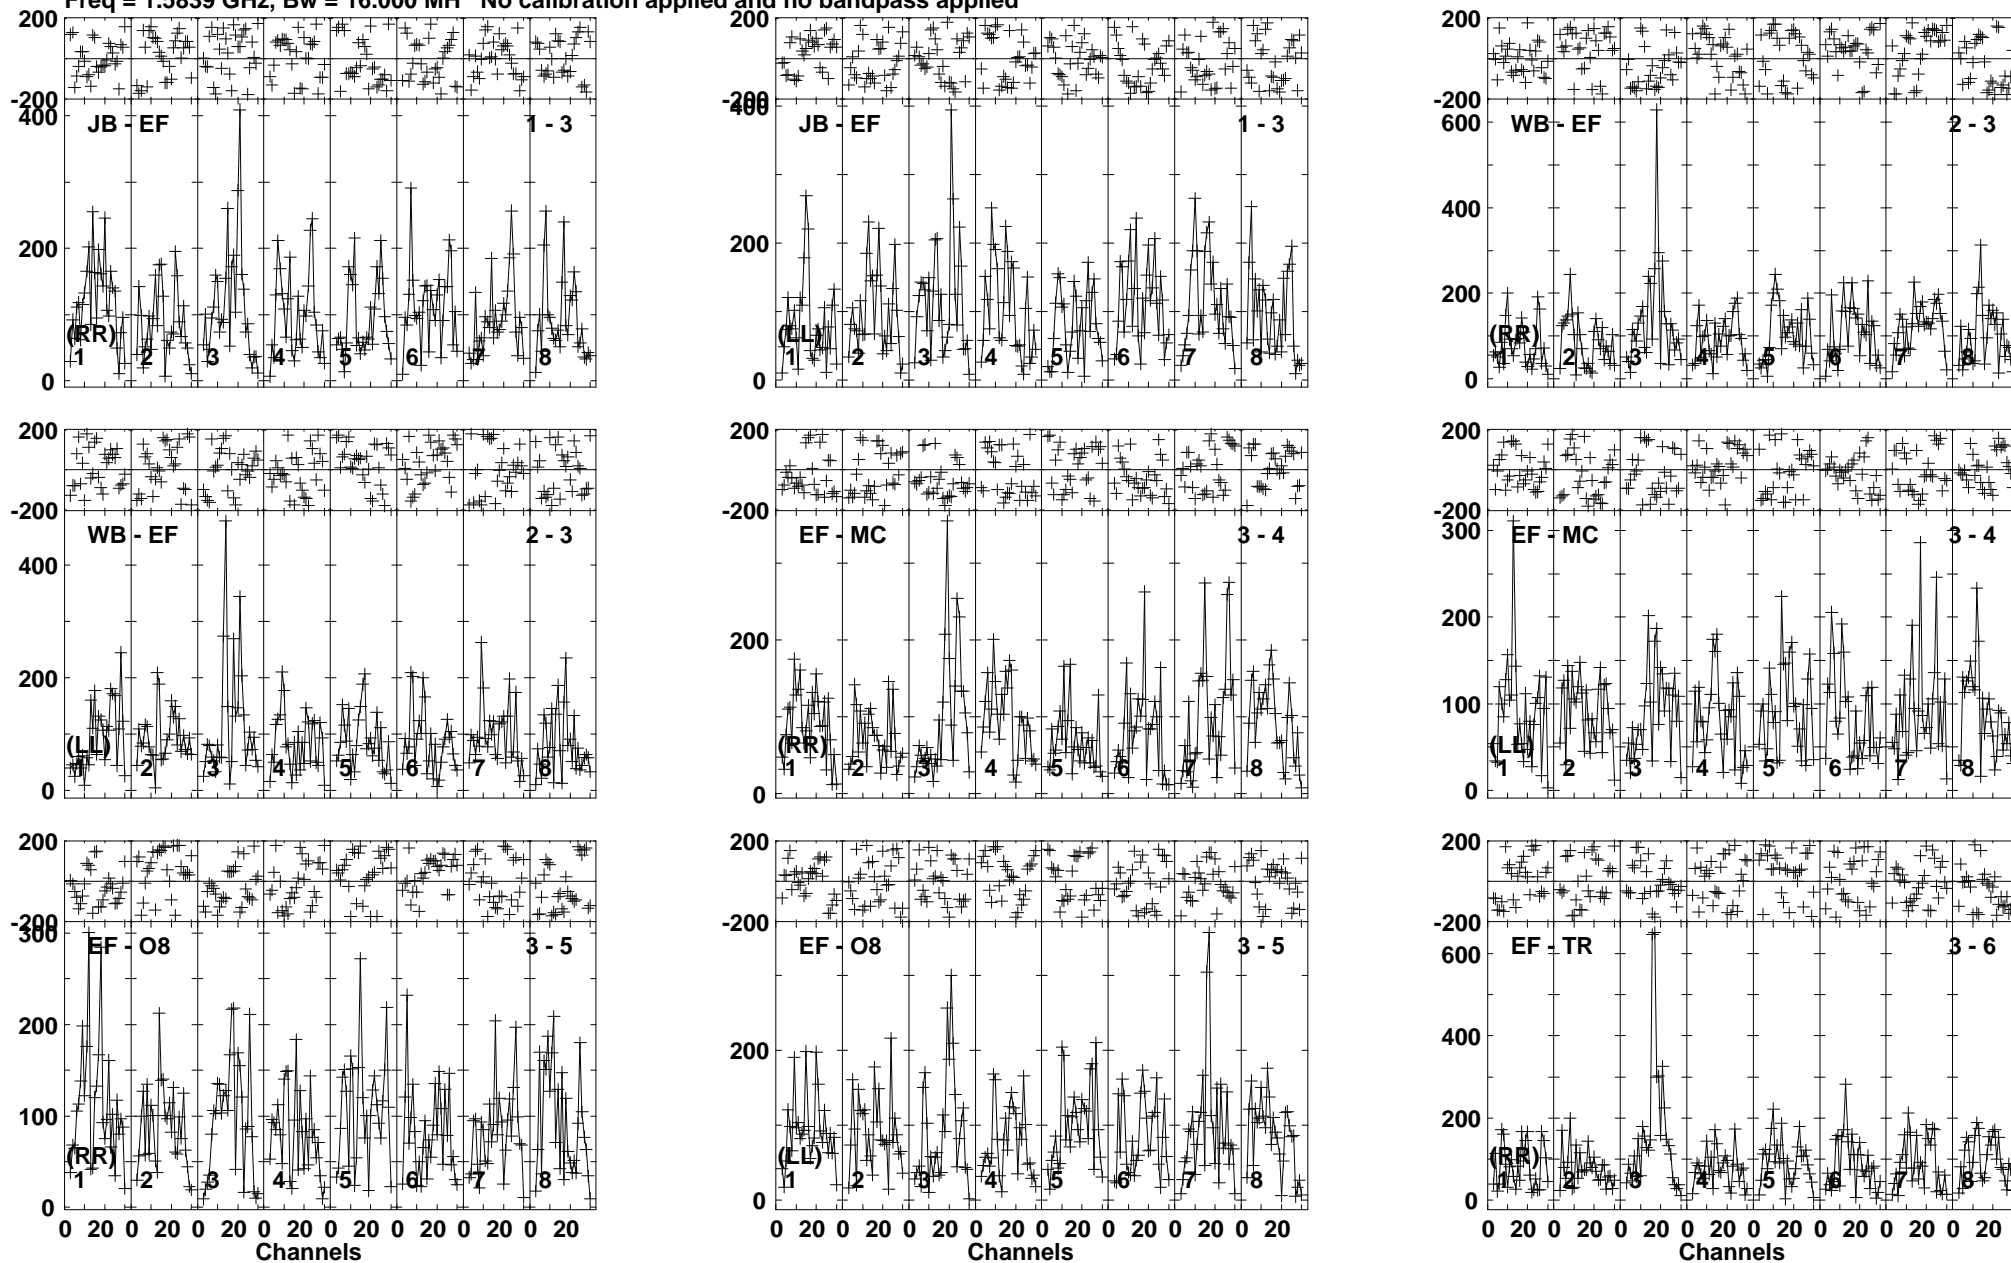 Freq = 1.5839 GHz, Bw = 16.000 MH No calibration applied and no bandpass applied
200 200 200
-200 -200 -200
400 JB - EF 1 - 3 400 JB - EF 1 - 3 600 WB - EF 2 - 3
400
200 200
200
(RR) (LL) (RR)
1 2 3 4 5 6 7 8 1 2 3 4 5 6 7 8 1 2 3 4 5 6 7 8
0 0 0
200 200 200
-200 -200 -200
WB - EF 2 - 3 EF - MC 3 - 4 300 EF - MC 3 - 4
400
200 200 200
100
(LL) (RR) (LL)
1 2 3 4 5 6 7 8 1 2 3 4 5 6 7 8 1 2 3 4 5 6 7 8
0 0 0
200 200 200
-200 -200 -200
300 EF - O8 3 - 5 EF - O8 3 - 5 600 EF - TR 3 - 6
400
200 200 200
100
(RR) (LL) (RR)
1 2 3 4 5 6 7 8 1 2 3 4 5 6 7 8 1 2 3 4 5 6 7 8
0 0 0
0 20 0 20 0 20 0 20 0 20 0 20 0 20 0 20 0 20 0 20 0 20 0 20 0 20 0 20 0 20 0 20 0 20 0 20 0 20 0 20 0 20 0 20 0 20 0 20
Channels Channels Channels